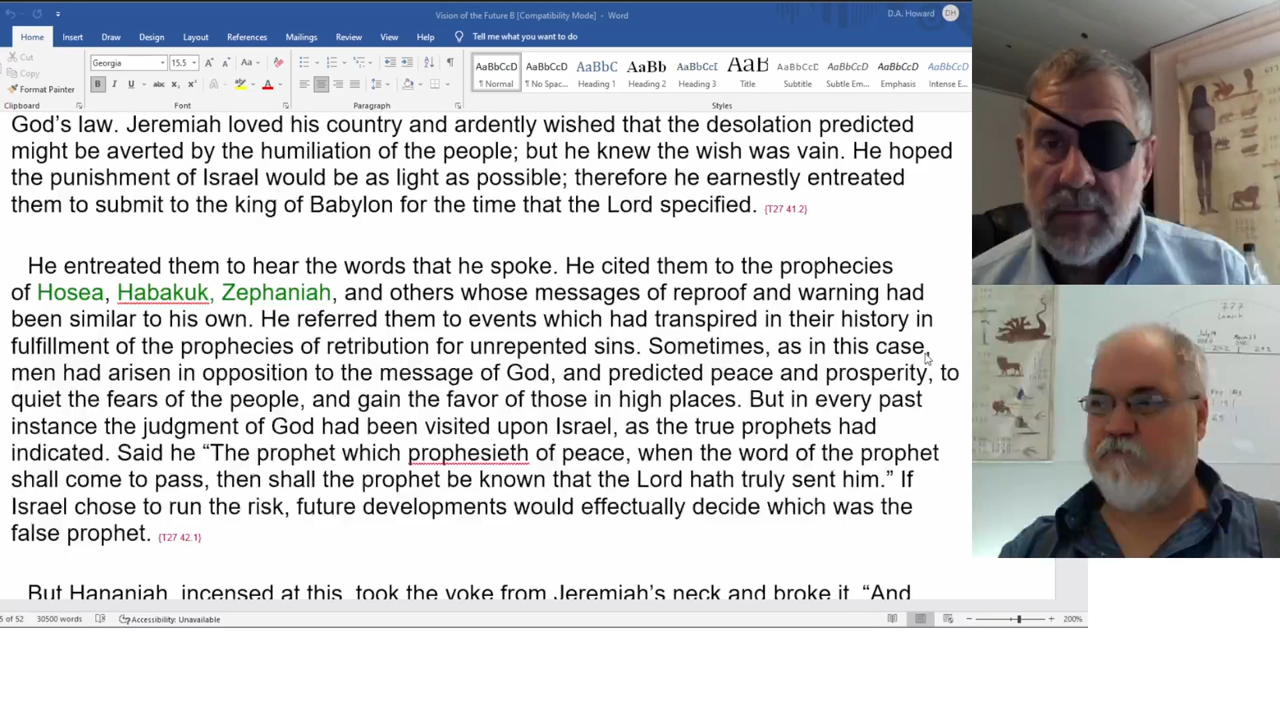 Vision of the Future B [Compatibility Mode] - Word
D.A. Howard DH
Home Insert Draw Design Layout References Mailings Review View Help Tell me what you want to do
Cut
Copy
Format Painter
Georgia 15.5
Clipboard Font Paragraph Styles
AaBbCcD AaBbCcD AaBbC AaBb AaBbCcI AaB AaBbCcD AaBbCcD AaBbCcD AaBbCcD
¶ Normal ¶ No Spac... Heading 1 Heading 2 Heading 3 Title Subtitle Subtle Em... Emphasis Intense E...
God's law. Jeremiah loved his country and ardently wished that the desolation predicted
might be averted by the humiliation of the people; but he knew the wish was vain. He hoped
the punishment of Israel would be as light as possible; therefore he earnestly entreated
them to submit to the king of Babylon for the time that the Lord specified. {T27 41.2}
He entreated them to hear the words that he spoke. He cited them to the prophecies
of Hosea, Habakuk, Zephaniah, and others whose messages of reproof and warning had
been similar to his own. He referred them to events which had transpired in their history in
fulfillment of the prophecies of retribution for unrepented sins. Sometimes, as in this case,
men had arisen in opposition to the message of God, and predicted peace and prosperity, to
quiet the fears of the people, and gain the favor of those in high places. But in every past
instance the judgment of God had been visited upon Israel, as the true prophets had
indicated. Said he “The prophet which prophesieth of peace, when the word of the prophet
shall come to pass, then shall the prophet be known that the Lord hath truly sent him.” If
Israel chose to run the risk, future developments would effectually decide which was the
false prophet. {T27 42.1}
But Hananiah, incensed at this, took the yoke from Jeremiah's neck and broke it. “And
5 of 52 30500 words Accessibility: Unavailable 200%
777